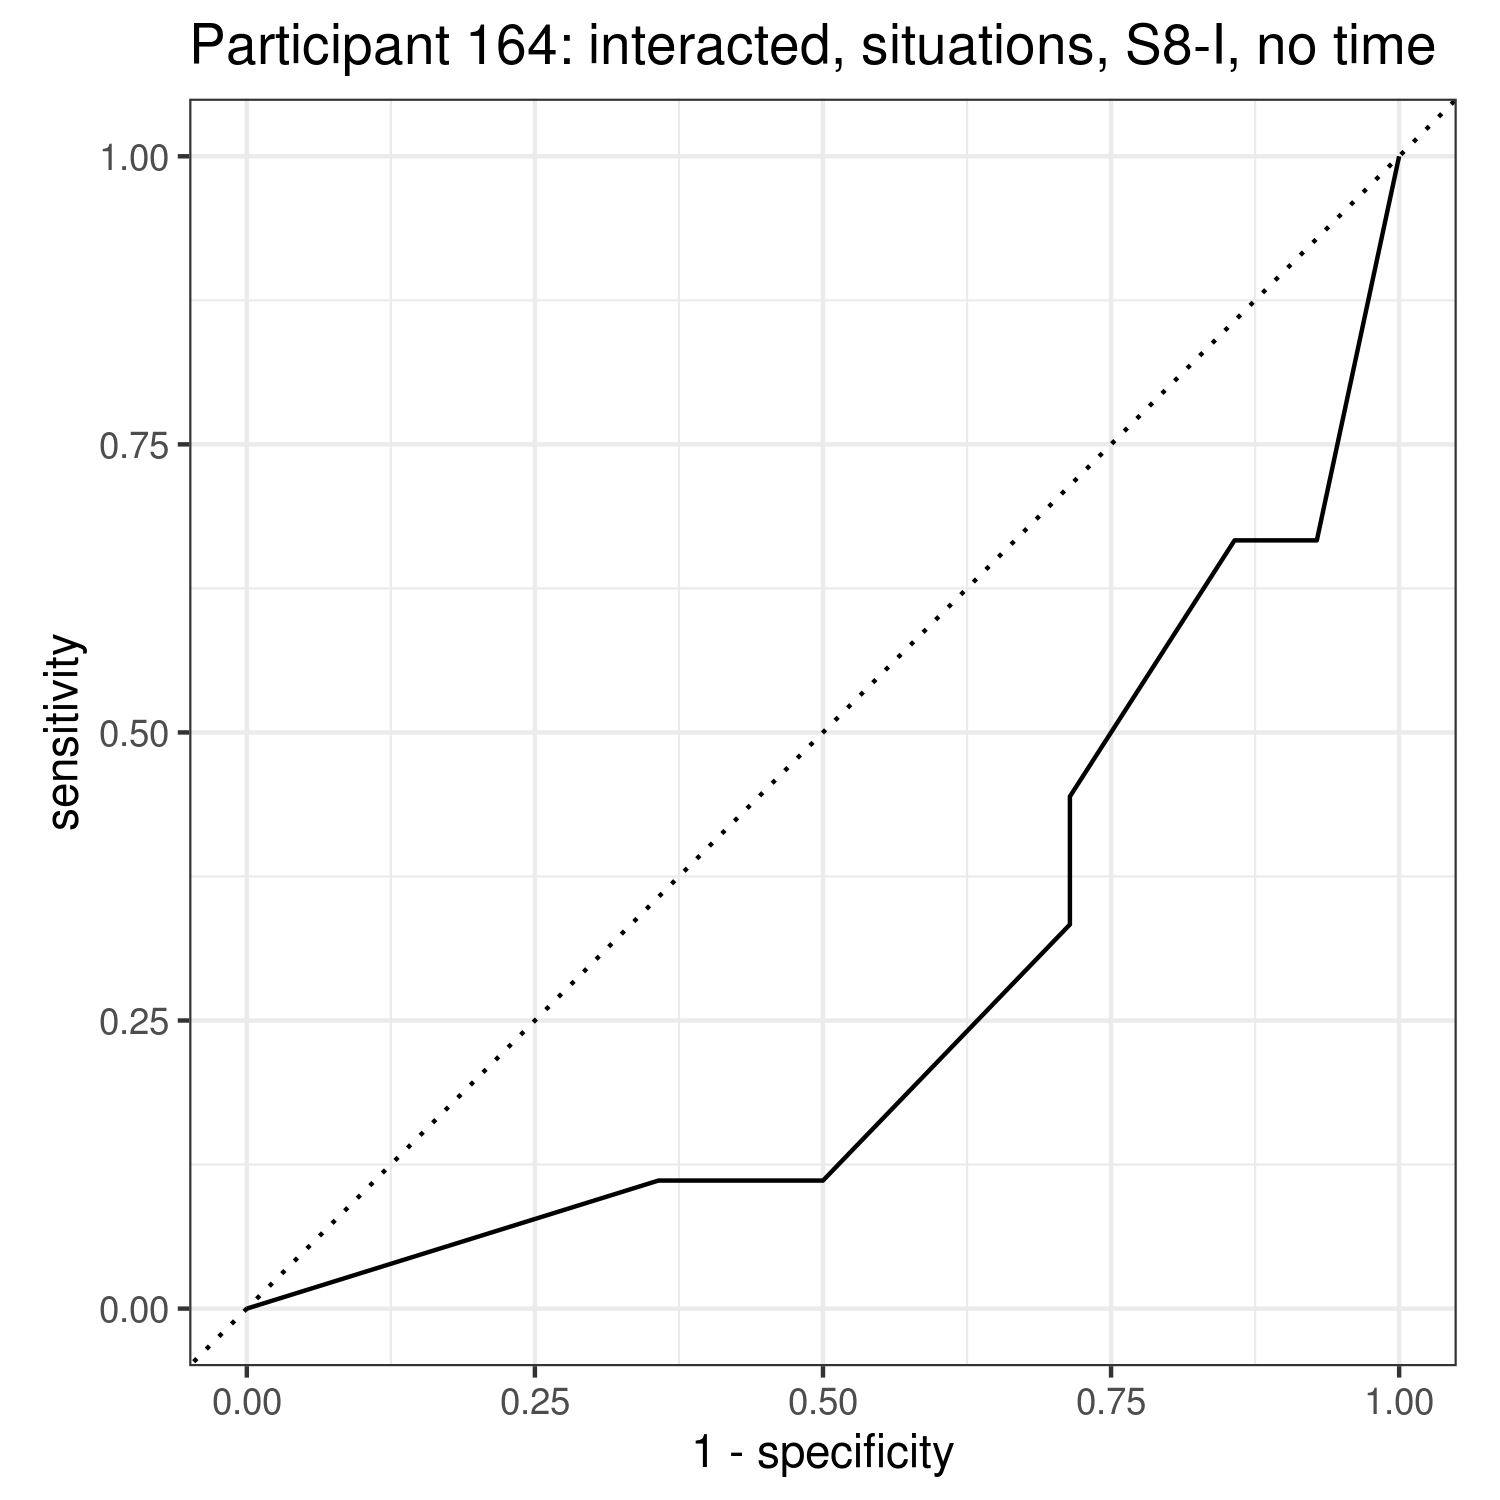 Participant 164: interacted, situations, S8-I, no time
1.00
0.75
0.50
0.25
0.00
sensitivity
0.00 0.25 0.50 0.75 1.00
1 - specificity